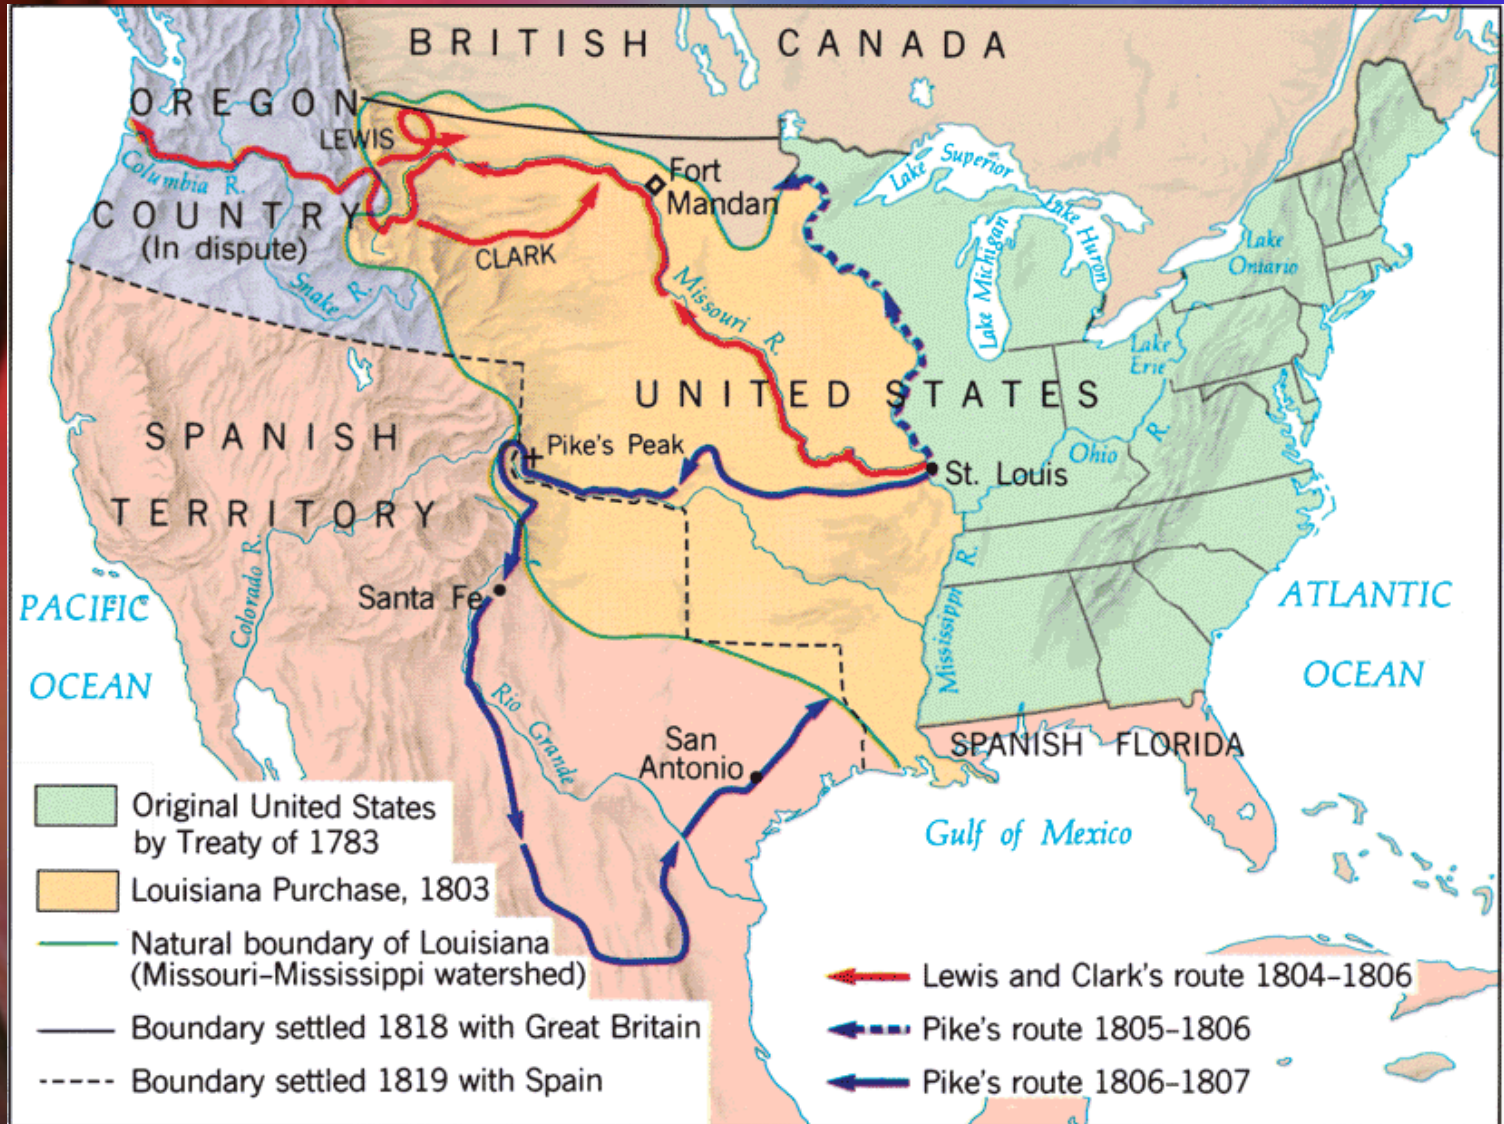 BRITISH CANADA
OREGON
LEWIS
Columbia R.
COUNTRY
(In dispute)
Snake R.
CLARK
Fort
Mandan
Missouri R.
Lake Superior
Lake Michigan
Lake Huron
Lake
Ontario
Lake
Erie
UNITED STATES
SPANISH
TERRITORY
Pike's Peak
St. Louis
Ohio R.
Colorado R.
Santa Fe
Mississippi R.
PACIFIC
OCEAN
ATLANTIC
OCEAN
Rio Grande
San
Antonio
SPANISH FLORIDA
Gulf of Mexico
Original United States
by Treaty of 1783
Louisiana Purchase, 1803
Natural boundary of Louisiana
(Missouri–Mississippi watershed)
Boundary settled 1818 with Great Britain
Boundary settled 1819 with Spain
Lewis and Clark's route 1804–1806
Pike's route 1805–1806
Pike's route 1806–1807